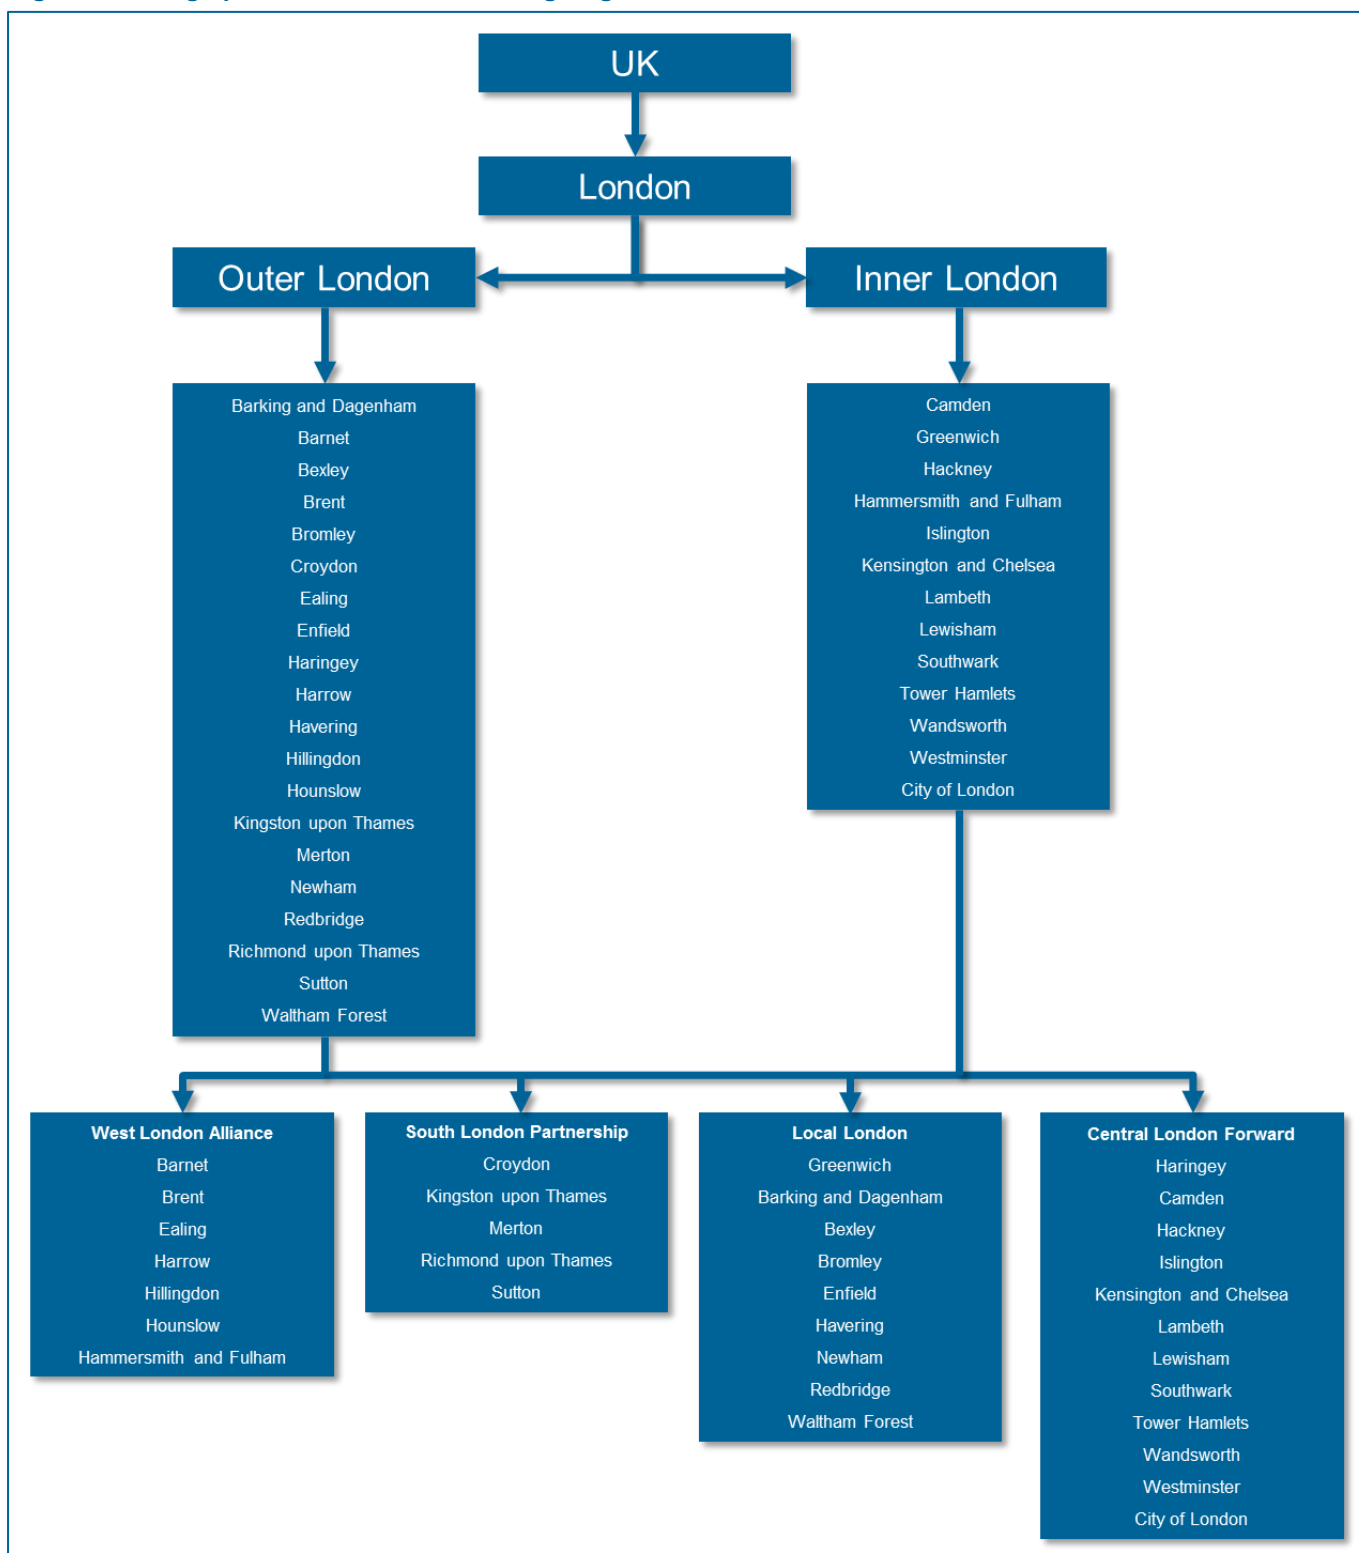 UK
London
Outer London
Inner London
Barking and Dagenham
Barnet
Bexley
Brent
Bromley
Croydon
Ealing
Enfield
Haringey
Harrow
Havering
Hillingdon
Hounslow
Kingston upon Thames
Merton
Newham
Redbridge
Richmond upon Thames
Sutton
Waltham Forest
Camden
Greenwich
Hackney
Hammersmith and Fulham
Islington
Kensington and Chelsea
Lambeth
Lewisham
Southwark
Tower Hamlets
Wandsworth
Westminster
City of London
West London Alliance
Barnet
Brent
Ealing
Harrow
Hillingdon
Hounslow
Hammersmith and Fulham
South London Partnership
Croydon
Kingston upon Thames
Merton
Richmond upon Thames
Sutton
Local London
Greenwich
Barking and Dagenham
Bexley
Bromley
Enfield
Havering
Newham
Redbridge
Waltham Forest
Central London Forward
Haringey
Camden
Hackney
Islington
Kensington and Chelsea
Lambeth
Lewisham
Southwark
Tower Hamlets
Wandsworth
Westminster
City of London